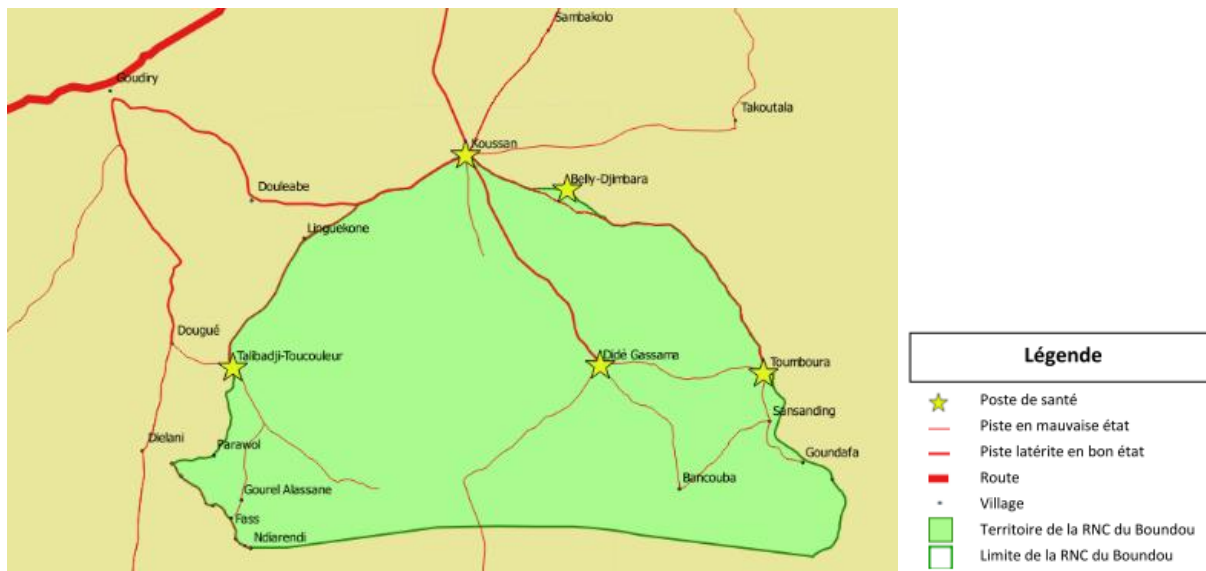 Sambakolo
Goudiry
Takoutala
Koussan
Belly-Djimbara
Douleabe
Linguekone
Dougué
Talibadji-Toucouleur
Didé Gassama
Toumboura
Sansanding
Dielani
Parawol
Goundafa
Bancouba
Gourel Alassane
Fass
Ndiarendi
Légende
Poste de santé
Piste en mauvaise état
Piste latérite en bon état
Route
Village
Territoire de la RNC du Boundou
Limite de la RNC du Boundou